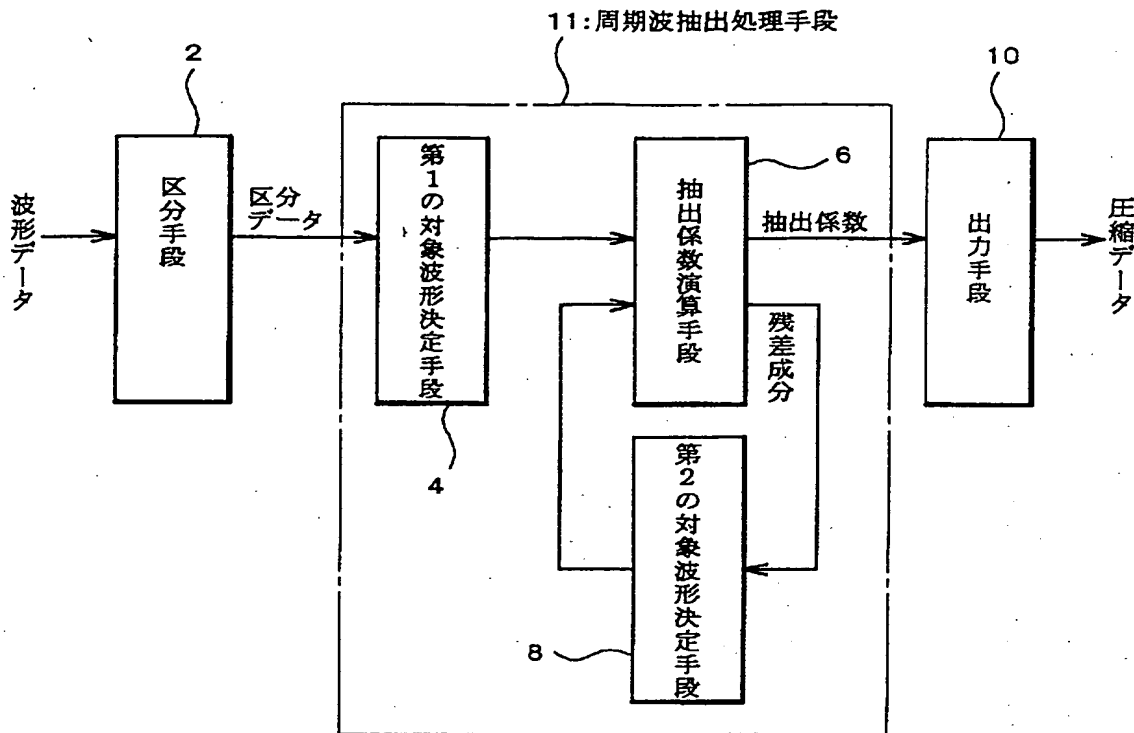 11:周期波抽出処理手段
2
10
波形データ
区分手段
区分データ
第1の対象波形決定手段
4
抽出係数演算手段
6
抽出係数
残差成分
第2の対象波形決定手段
8
出力手段
圧縮データ